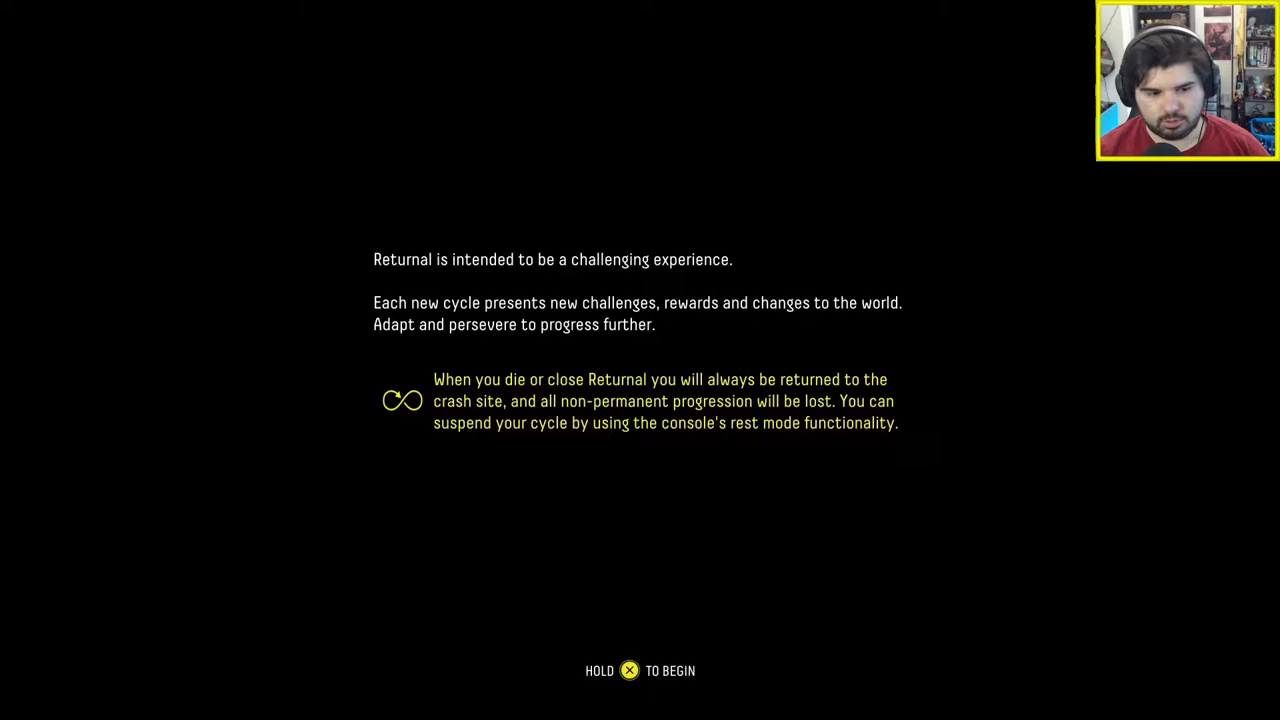 Returnal is intended to be a challenging experience.
Each new cycle presents new challenges, rewards and changes to the world.
Adapt and persevere to progress further.
When you die or close Returnal you will always be returned to the
crash site, and all non-permanent progression will be lost. You can
suspend your cycle by using the console's rest mode functionality.
HOLD X TO BEGIN